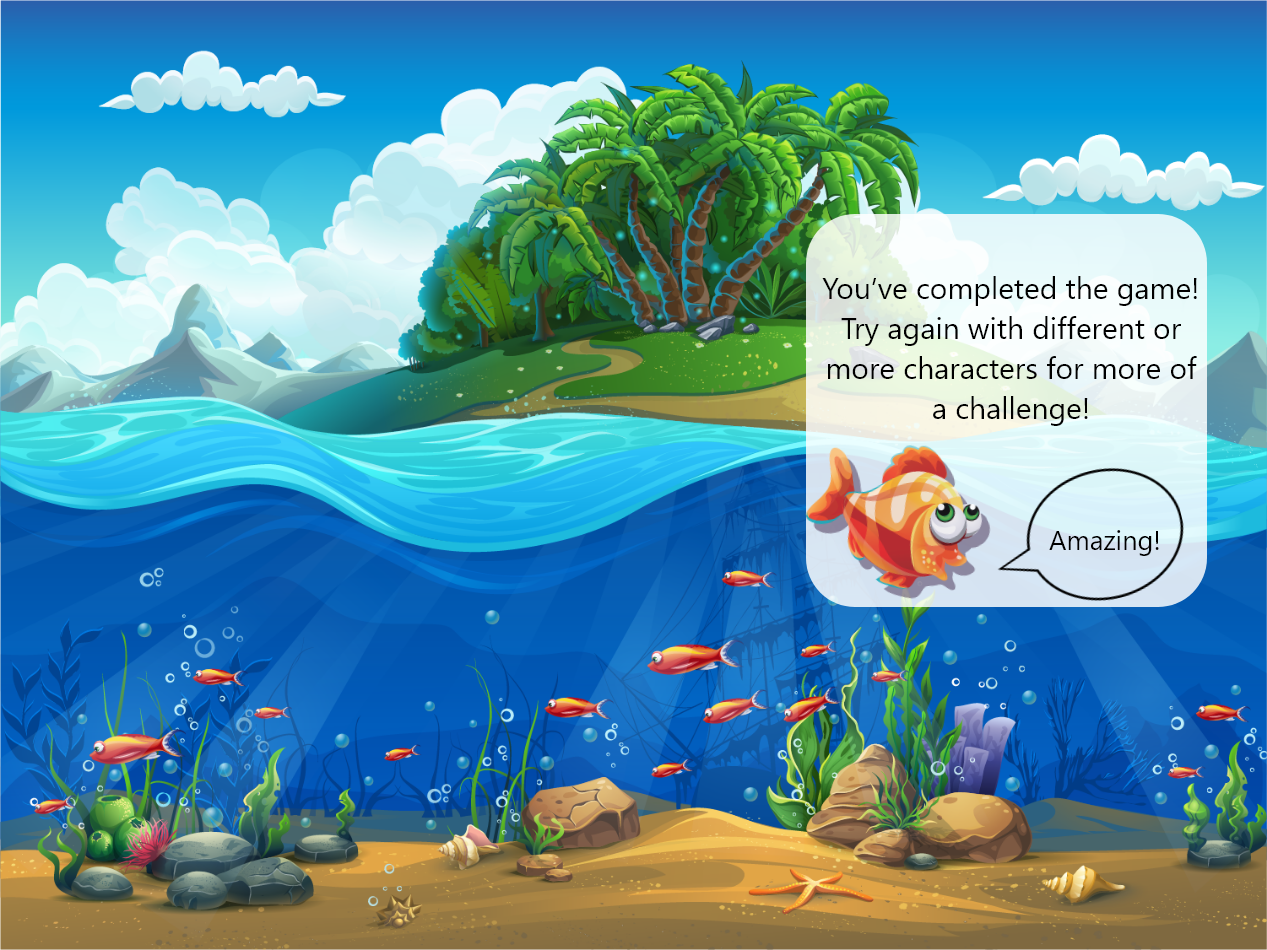 You’ve completed the game!
Try again with different or
more characters for more of
a challenge!
Amazing!